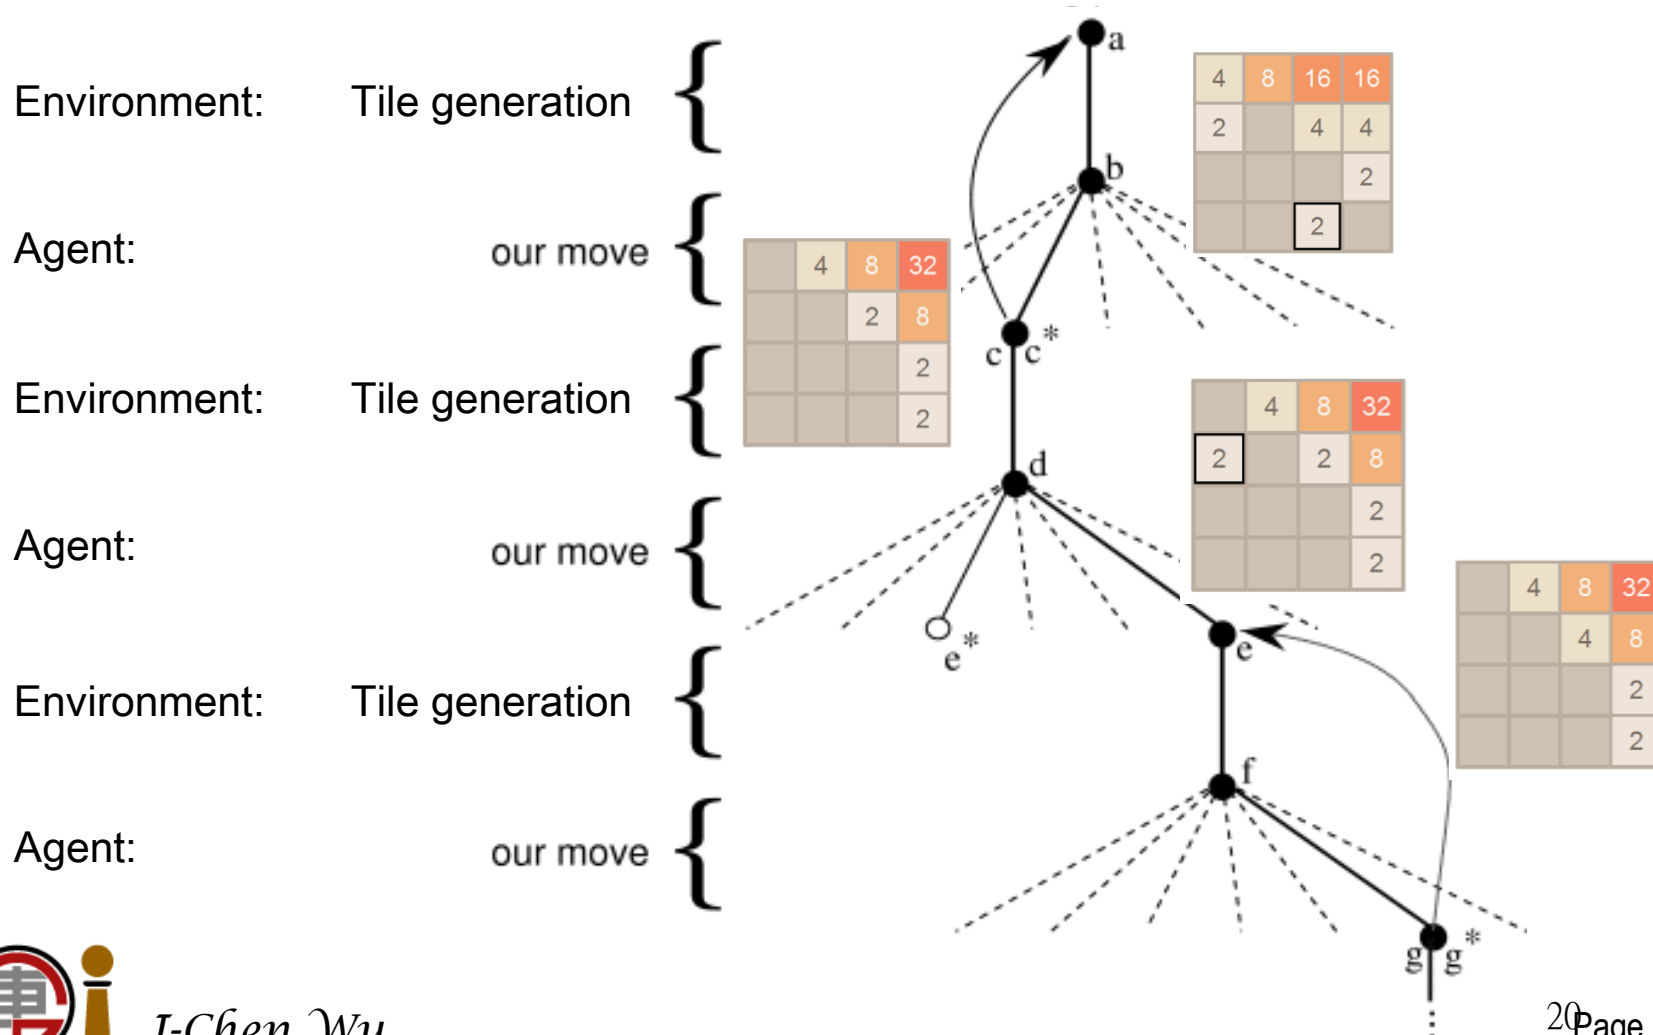 a
Environment: Tile generation {
4 8 16 16
2 4 4
2
2
b
Agent: our move {
4 8 32
2 8
2
2
c c*
Environment: Tile generation {
4 8 32
2 2 8
2
2
d
Agent: our move {
4 8 32
4 8
2
2
e*
e
Environment: Tile generation {
f
Agent: our move {
g g*
I-Chen Wu
20Page